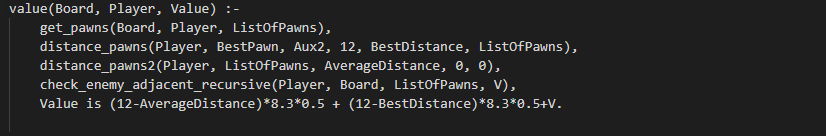 value(Board, Player, Value) :-
    get_pawns(Board, Player, ListOfPawns),
    distance_pawns(Player, BestPawn, Aux2, 12, BestDistance, ListOfPawns),
    distance_pawns2(Player, ListOfPawns, AverageDistance, 0, 0),
    check_enemy_adjacent_recursive(Player, Board, ListOfPawns, V),
    Value is (12-AverageDistance)*8.3*0.5 + (12-BestDistance)*8.3*0.5+V.